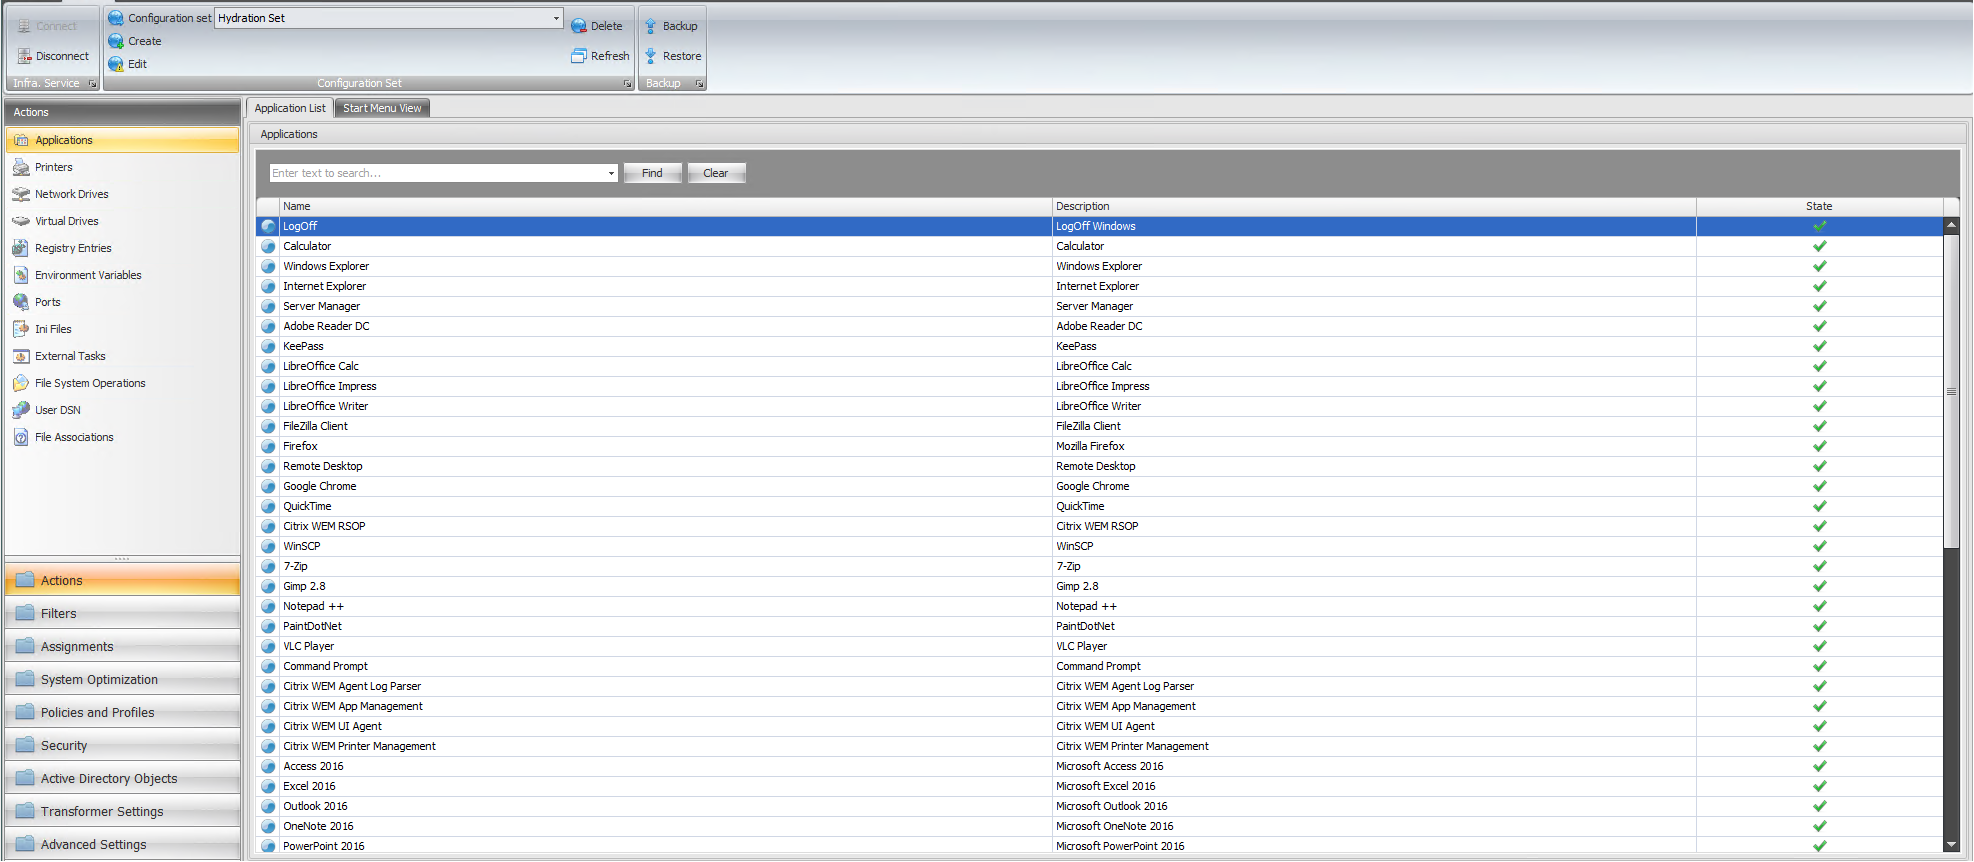 Connect
Disconnect
Infra. Service
Configuration set Hydration Set
Create
Edit
Delete
Refresh
Configuration Set
Backup
Restore
Backup
Actions
Applications
Printers
Network Drives
Virtual Drives
Registry Entries
Environment Variables
Ports
Ini Files
External Tasks
File System Operations
User DSN
File Associations
Actions
Filters
Assignments
System Optimization
Policies and Profiles
Security
Active Directory Objects
Transformer Settings
Advanced Settings
Application List Start Menu View
Applications
Enter text to search... Find Clear
Name Description State
LogOff LogOff Windows
Calculator Calculator
Windows Explorer Windows Explorer
Internet Explorer Internet Explorer
Server Manager Server Manager
Adobe Reader DC Adobe Reader DC
KeePass KeePass
LibreOffice Calc LibreOffice Calc
LibreOffice Impress LibreOffice Impress
LibreOffice Writer LibreOffice Writer
FileZilla Client FileZilla Client
Firefox Mozilla Firefox
Remote Desktop Remote Desktop
Google Chrome Google Chrome
QuickTime QuickTime
Citrix WEM RSOP Citrix WEM RSOP
WinSCP WinSCP
7-Zip 7-Zip
Gimp 2.8 Gimp 2.8
Notepad ++ Notepad ++
PaintDotNet PaintDotNet
VLC Player VLC Player
Command Prompt Command Prompt
Citrix WEM Agent Log Parser Citrix WEM Agent Log Parser
Citrix WEM App Management Citrix WEM App Management
Citrix WEM UI Agent Citrix WEM UI Agent
Citrix WEM Printer Management Citrix WEM Printer Management
Access 2016 Microsoft Access 2016
Excel 2016 Microsoft Excel 2016
Outlook 2016 Microsoft Outlook 2016
OneNote 2016 Microsoft OneNote 2016
PowerPoint 2016 Microsoft PowerPoint 2016